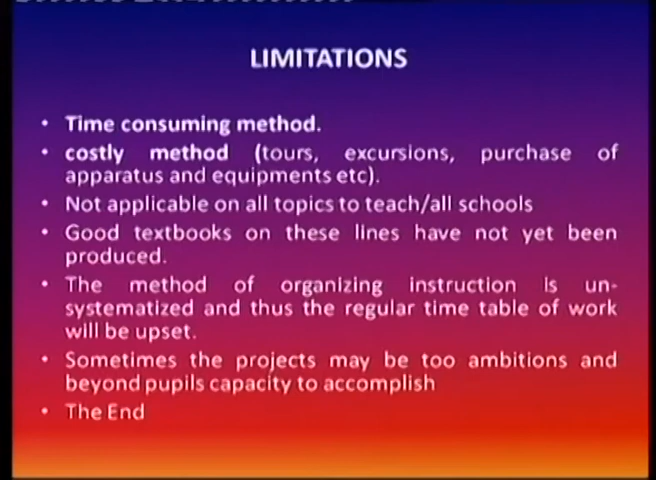 LIMITATIONS
• Time consuming method.
• costly method (tours, excursions, purchase of
apparatus and equipments etc).
• Not applicable on all topics to teach/all schools
• Good textbooks on these lines have not yet been
produced.
• The method of organizing instruction is un-
systematized and thus the regular time table of work
will be upset.
• Sometimes the projects may be too ambitions and
beyond pupils capacity to accomplish
• The End